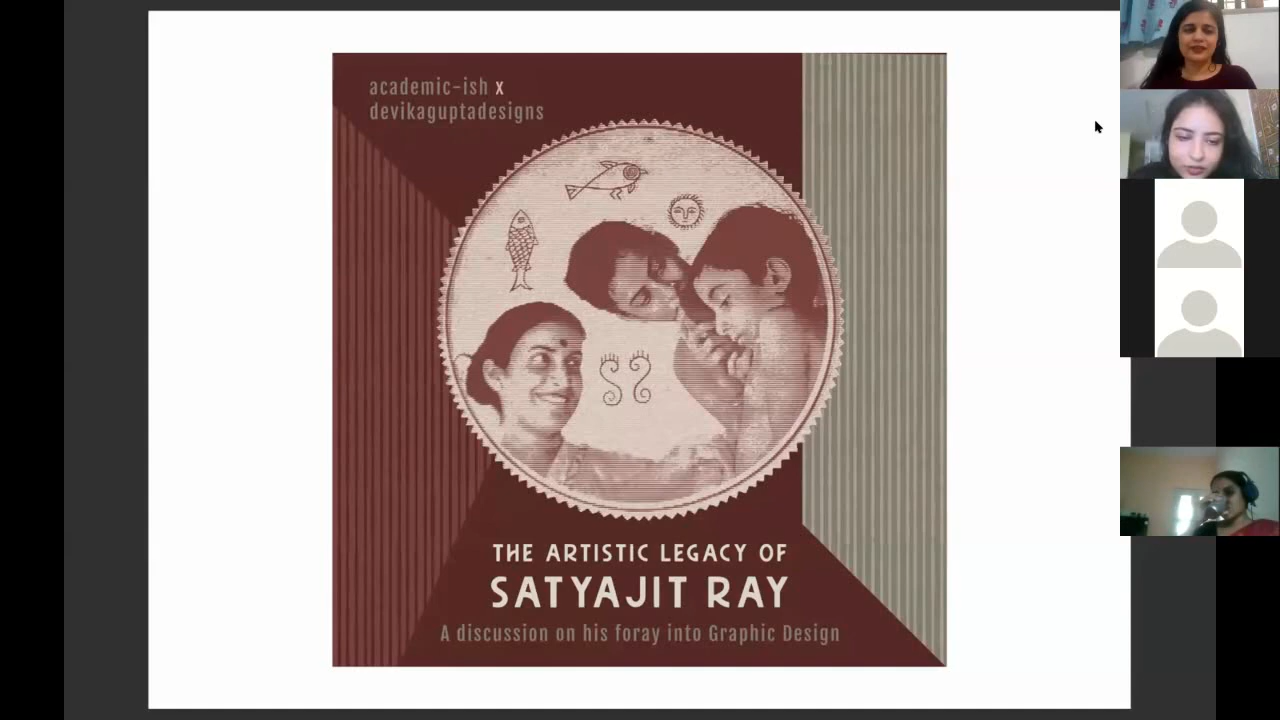 academic-ish x
devikaguptadesigns
THE ARTISTIC LEGACY OF
SATYAJIT RAY
A discussion on his foray into Graphic Design